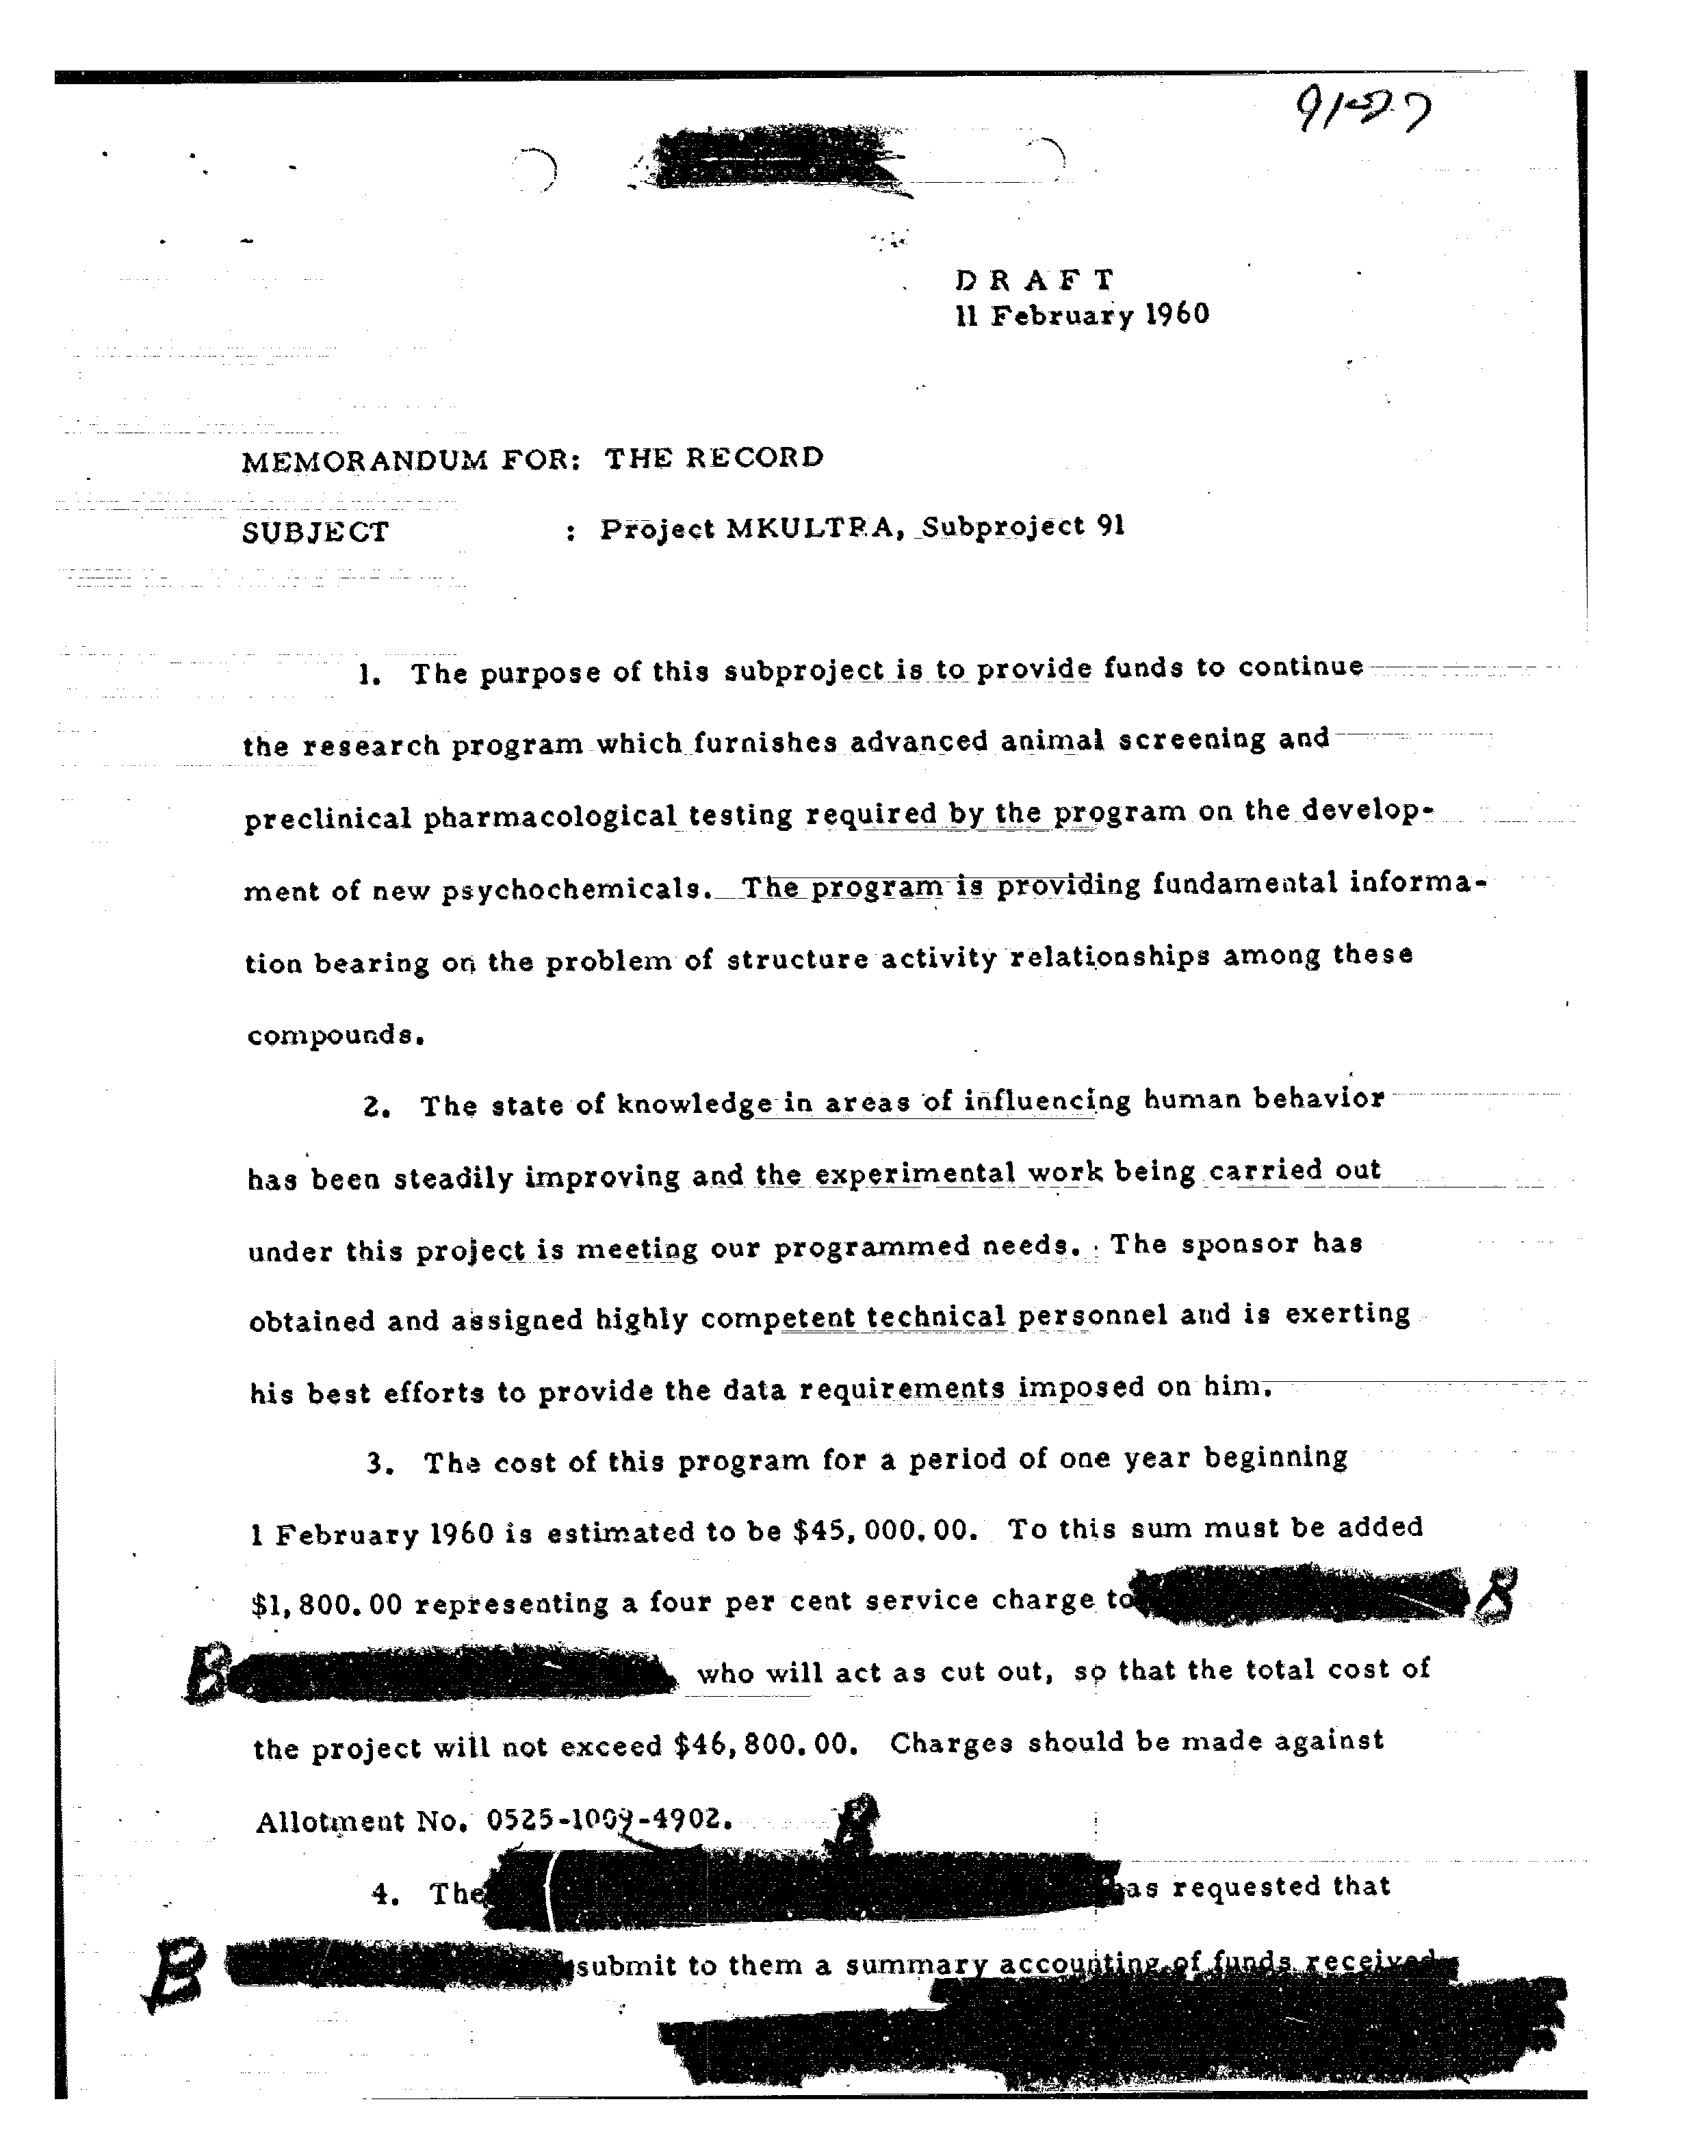 DRAFT
11 February 1960
MEMORANDUM FOR: THE RECORD
SUBJECT : Project MKULTRA, Subproject 91
1. The purpose of this subproject is to provide funds to continue
the research program which furnishes advanced animal screening and
preclinical pharmacological testing required by the program on the develop-
ment of new psychochemicals. The program is providing fundamental informa-
tion bearing on the problem of structure activity relationships among these
compounds.
2. The state of knowledge in areas of influencing human behavior
has been steadily improving and the experimental work being carried out
under this project is meeting our programmed needs. The sponsor has
obtained and assigned highly competent technical personnel and is exerting
his best efforts to provide the data requirements imposed on him.
3. The cost of this program for a period of one year beginning
1 February 1960 is estimated to be $45,000.00. To this sum must be added
$1,800.00 representing a four per cent service charge to B
B who will act as cut out, so that the total cost of
the project will not exceed $46,800.00. Charges should be made against
Allotment No. 0525-1009-4902.
B
4. The has requested that
B submit to them a summary accounting of funds received